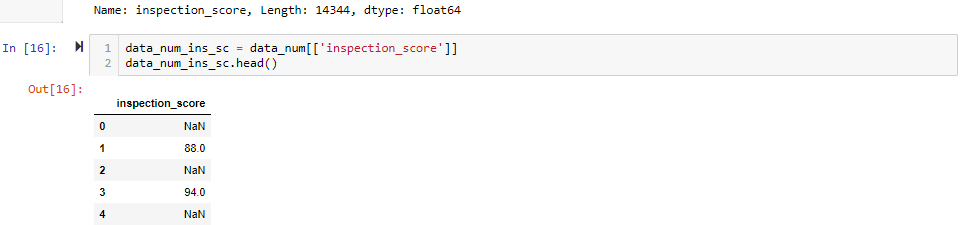 Name: inspection_score, Length: 14344, dtype: float64
In [16]:
1 data_num_ins_sc = data_num[['inspection_score']]
2 data_num_ins_sc.head()
Out[16]:
inspection_score
0 NaN
1 88.0
2 NaN
3 94.0
4 NaN